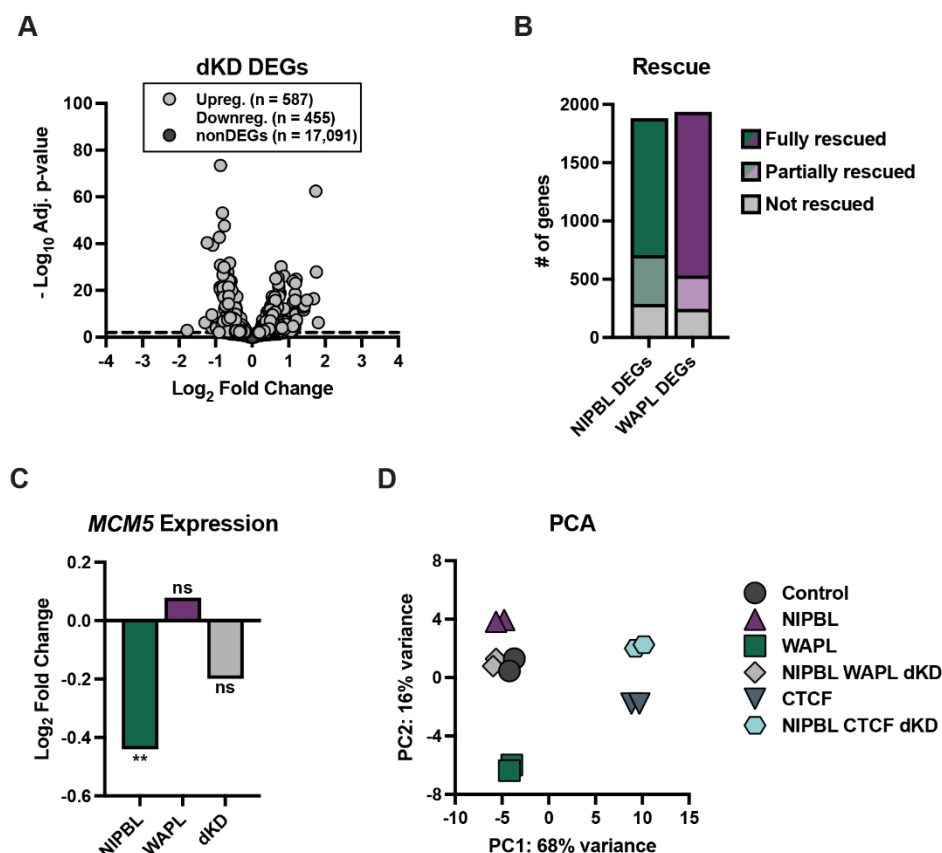 A
dKD DEGs
Upreg. (n = 587)
Downreg. (n = 455)
nonDEGs (n = 17,091)
- Log10 Adj. p-value
100
80
60
40
20
0
-4 -3 -2 -1 0 1 2 3 4
Log2 Fold Change
B
Rescue
# of genes
2000
1500
1000
500
0
NIPBL DEGs
WAPL DEGs
Fully rescued
Partially rescued
Not rescued
C
MCM5 Expression
Log2 Fold Change
0.2
0.0
-0.2
-0.4
-0.6
**
ns
ns
NIPBL
WAPL
dKD
D
PCA
PC2: 16% variance
8
4
0
-4
-8
-10 -5 0 5 10 15
PC1: 68% variance
Control
NIPBL
WAPL
NIPBL WAPL dKD
CTCF
NIPBL CTCF dKD